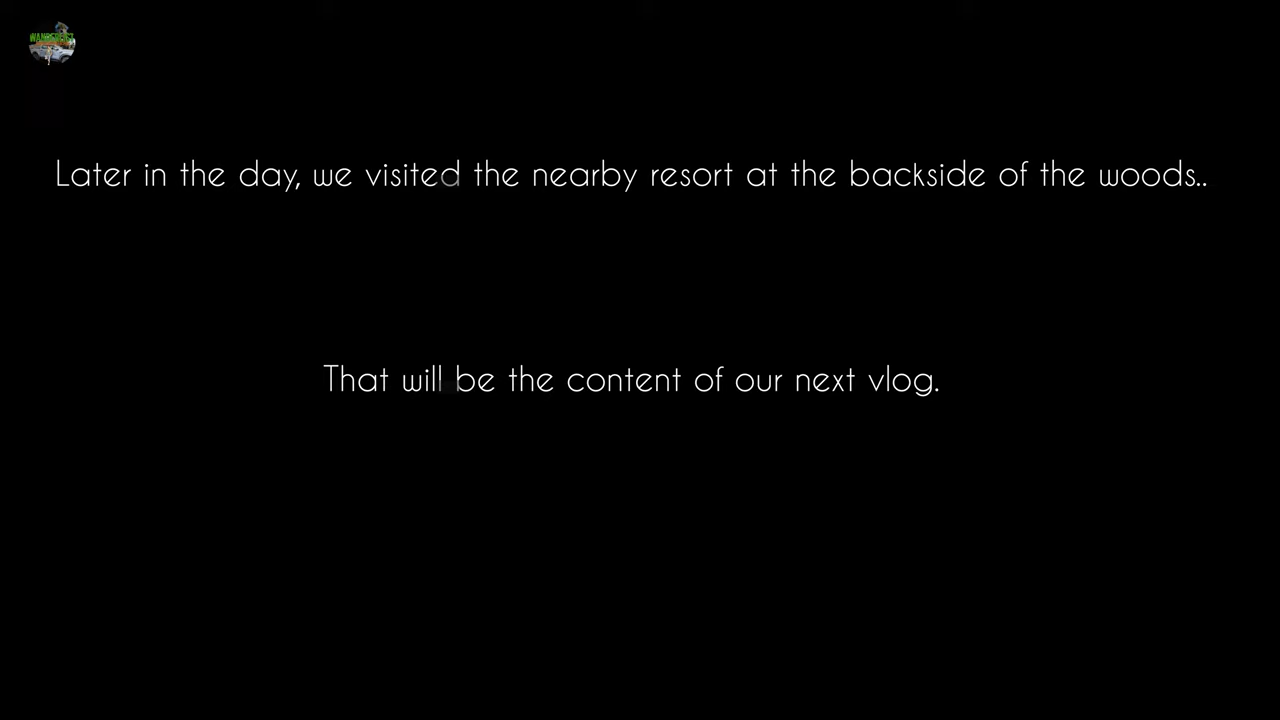 Later in the day, we visited the nearby resort at the backside of the woods..
That will be the content of our next vlog.